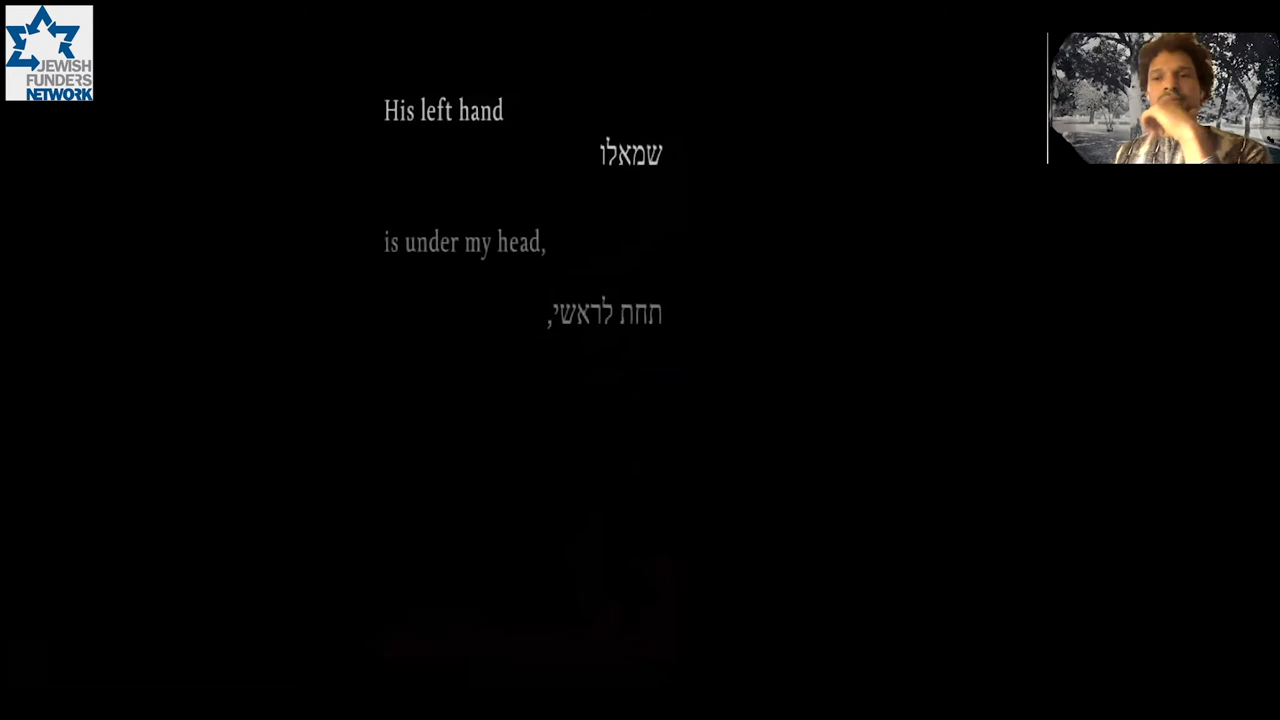 JEWISH
FUNDERS
NETWORK
His left hand
שמאלו
is under my head,
תחת לראשי,